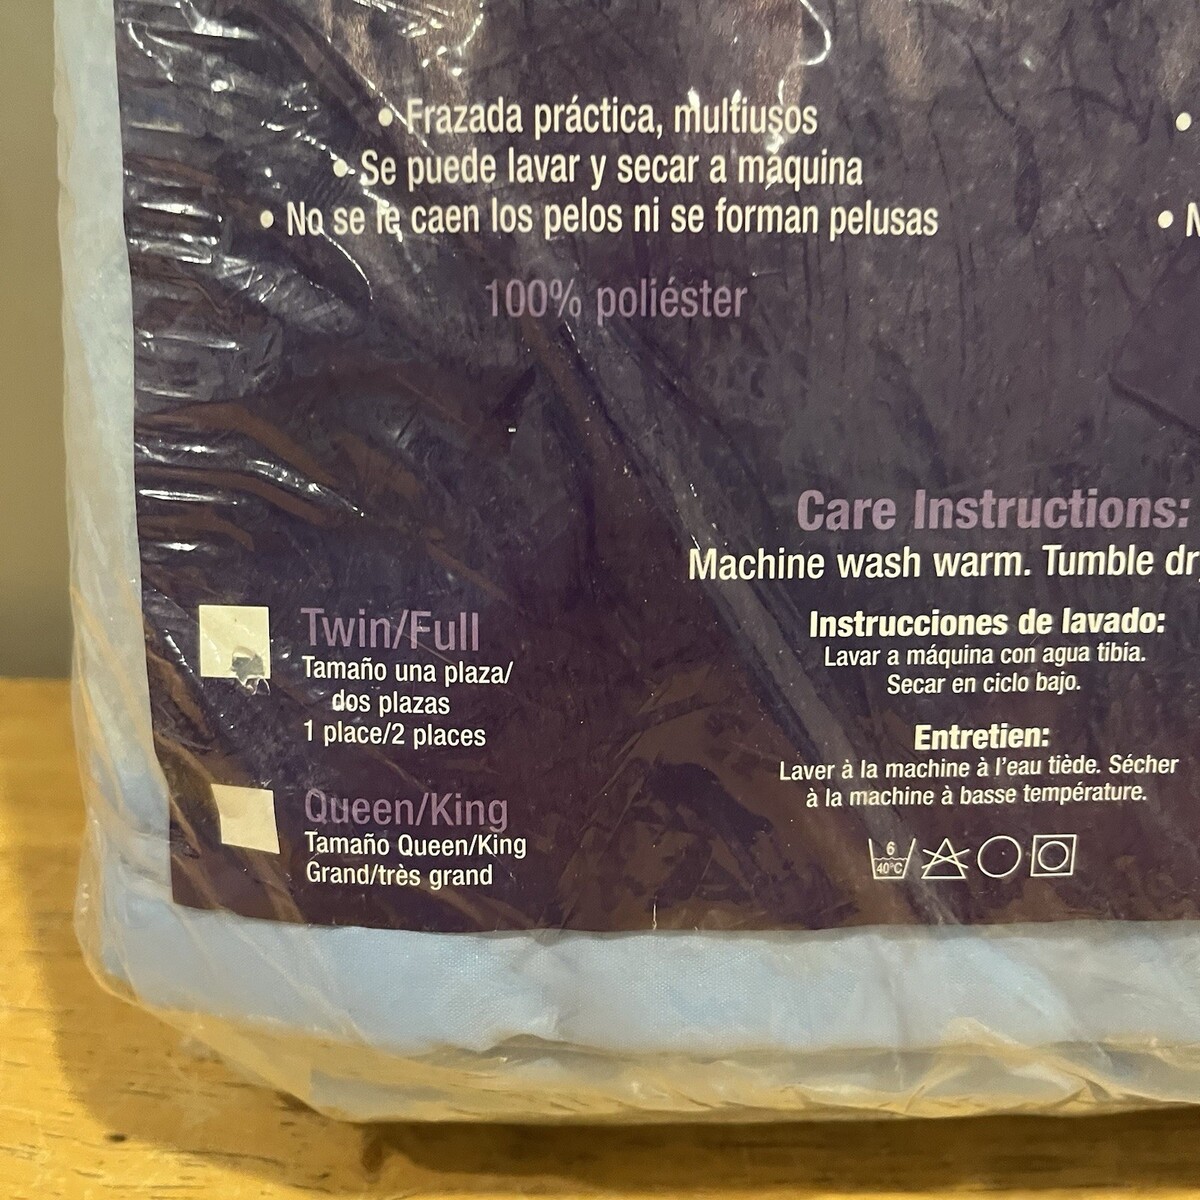 • Frazada práctica, multiusos
• Se puede lavar y secar a máquina
• No se le caen los pelos ni se forman pelusas
100% poliéster
Care Instructions:
Machine wash warm. Tumble
Instrucciones de lavado:
Lavar a máquina con agua tibia.
Secar en ciclo bajo.
Entretien:
Laver à la machine à l'eau tiède. Sécher
à la machine à basse température.
6
40°C
Twin/Full
Tamaño una plaza/
dos plazas
1 place/2 places
Queen/King
Tamaño Queen/King
Grand/très grand